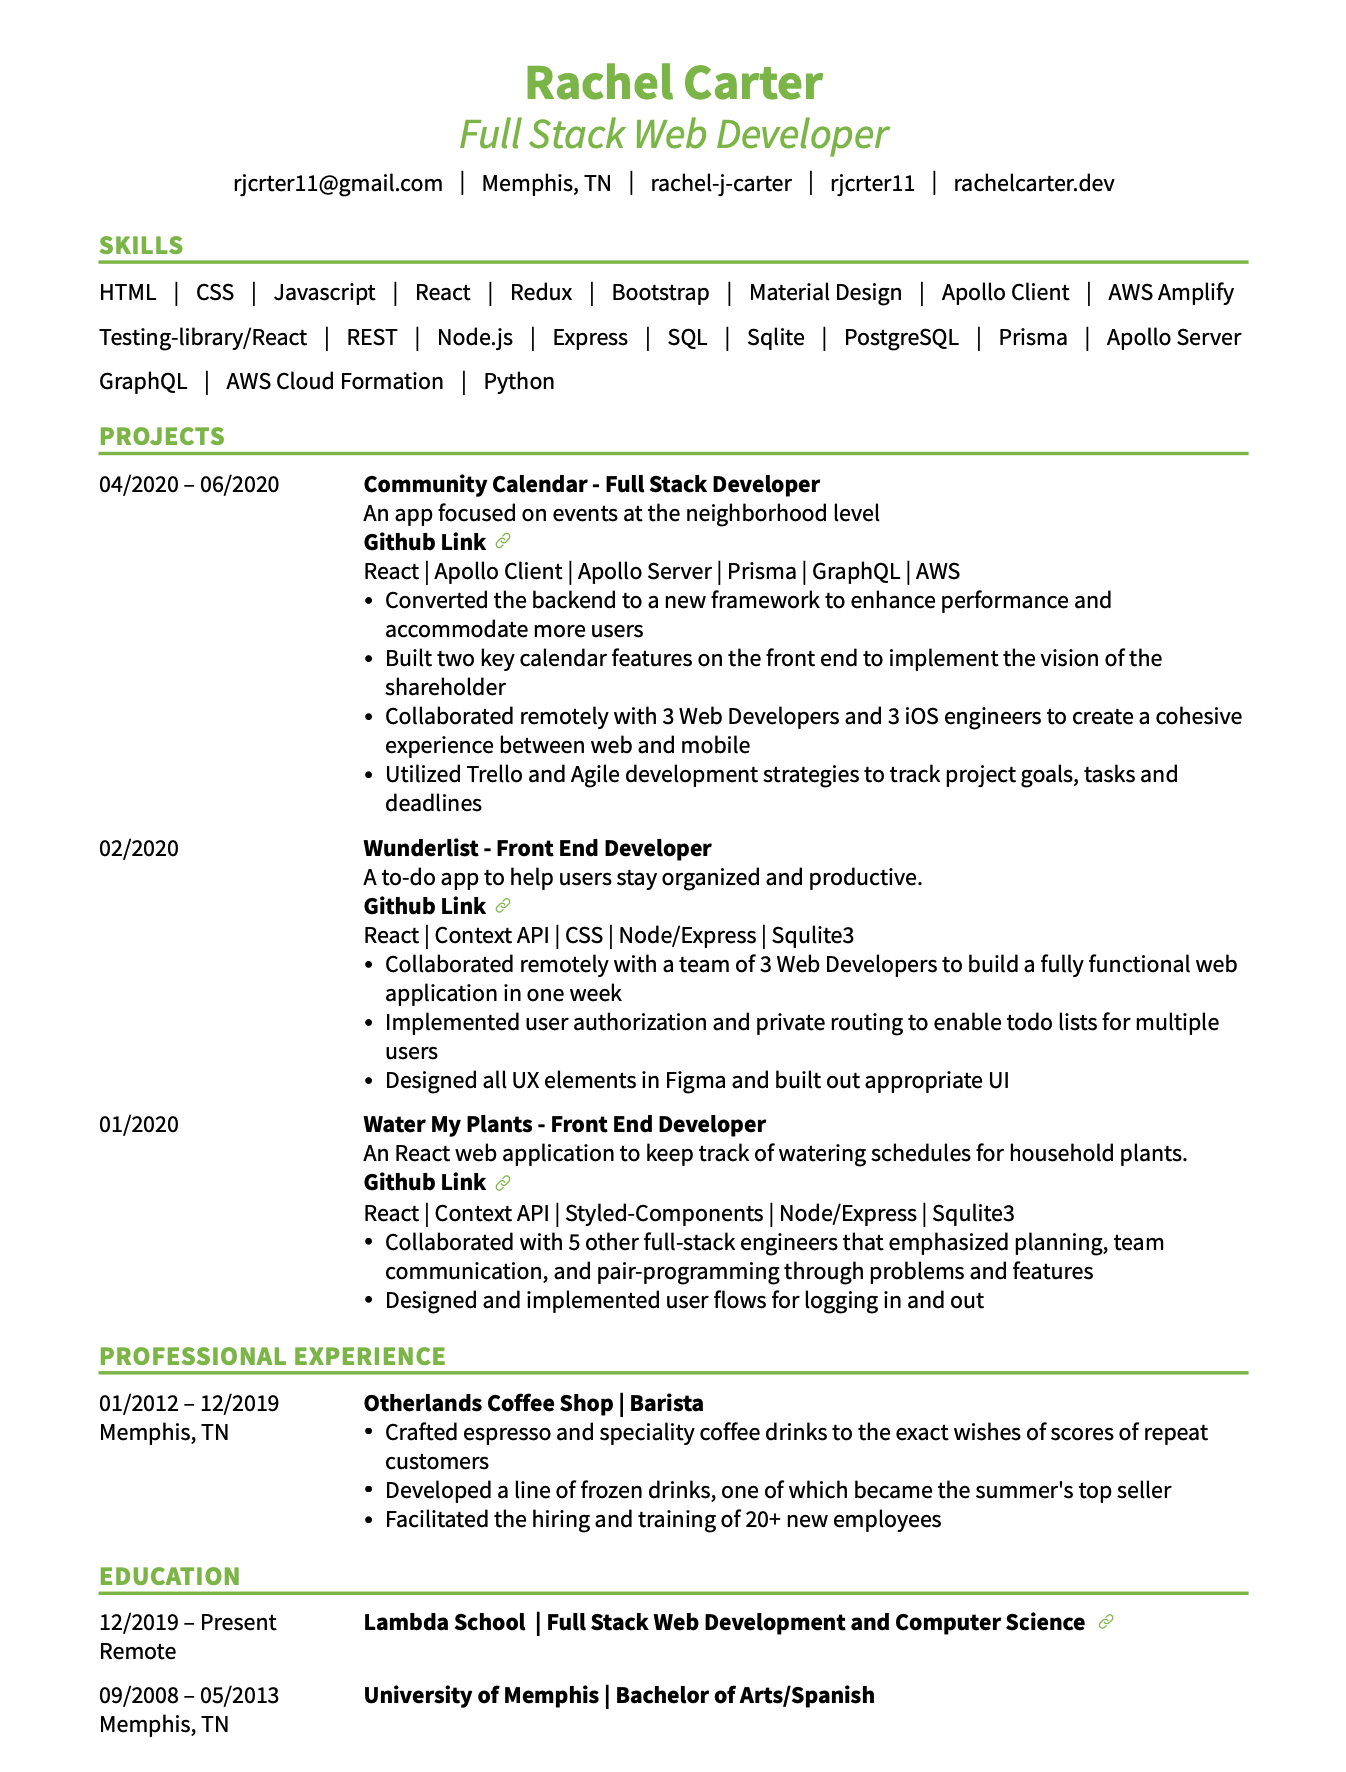 Rachel Carter
Full Stack Web Developer
rjcrter11@gmail.com | Memphis, TN | rachel-j-carter | rjcrter11 | rachelcarter.dev
SKILLS
HTML | CSS | Javascript | React | Redux | Bootstrap | Material Design | Apollo Client | AWS Amplify
Testing-library/React | REST | Node.js | Express | SQL | Sqlite | PostgreSQL | Prisma | Apollo Server
GraphQL | AWS Cloud Formation | Python
PROJECTS
04/2020 – 06/2020 Community Calendar - Full Stack Developer
An app focused on events at the neighborhood level
Github Link
React | Apollo Client | Apollo Server | Prisma | GraphQL | AWS
• Converted the backend to a new framework to enhance performance and
accommodate more users
• Built two key calendar features on the front end to implement the vision of the
shareholder
• Collaborated remotely with 3 Web Developers and 3 iOS engineers to create a cohesive
experience between web and mobile
• Utilized Trello and Agile development strategies to track project goals, tasks and
deadlines
02/2020 Wunderlist - Front End Developer
A to-do app to help users stay organized and productive.
Github Link
React | Context API | CSS | Node/Express | Squlite3
• Collaborated remotely with a team of 3 Web Developers to build a fully functional web
application in one week
• Implemented user authorization and private routing to enable todo lists for multiple
users
• Designed all UX elements in Figma and built out appropriate UI
01/2020 Water My Plants - Front End Developer
An React web application to keep track of watering schedules for household plants.
Github Link
React | Context API | Styled-Components | Node/Express | Squlite3
• Collaborated with 5 other full-stack engineers that emphasized planning, team
communication, and pair-programming through problems and features
• Designed and implemented user flows for logging in and out
PROFESSIONAL EXPERIENCE
01/2012 – 12/2019 Otherlands Coffee Shop | Barista
Memphis, TN
• Crafted espresso and speciality coffee drinks to the exact wishes of scores of repeat
customers
• Developed a line of frozen drinks, one of which became the summer's top seller
• Facilitated the hiring and training of 20+ new employees
EDUCATION
12/2019 – Present Lambda School | Full Stack Web Development and Computer Science
Remote
09/2008 – 05/2013 University of Memphis | Bachelor of Arts/Spanish
Memphis, TN